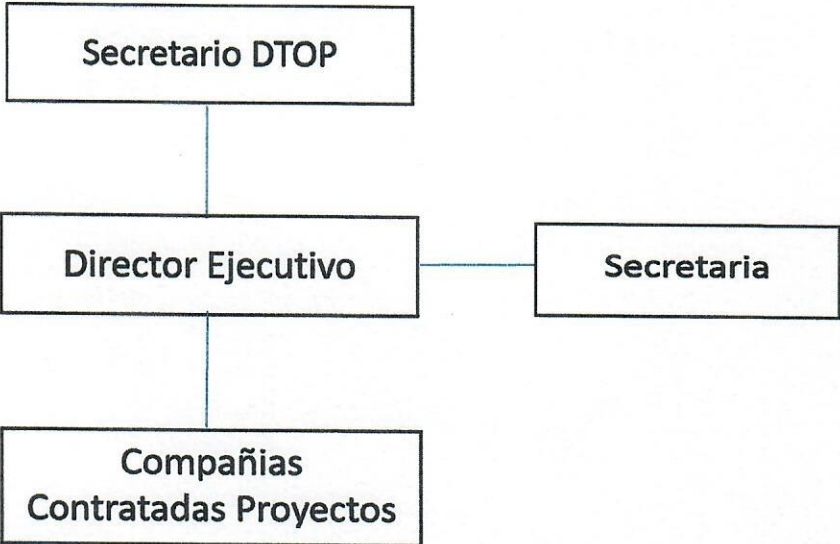 Secretario DTOP
Director Ejecutivo
Secretaria
Compañias
Contratadas Proyectos